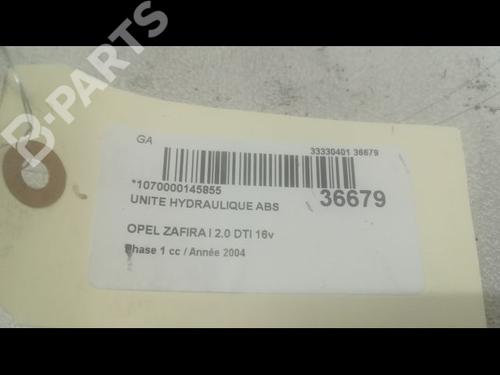 B-PARTS
GA
33330401 36679
*1070000145855
36679
UNITE HYDRAULIQUE ABS
OPEL ZAFIRA I 2.0 DTI 16v
Phase 1 cc / Année 2004